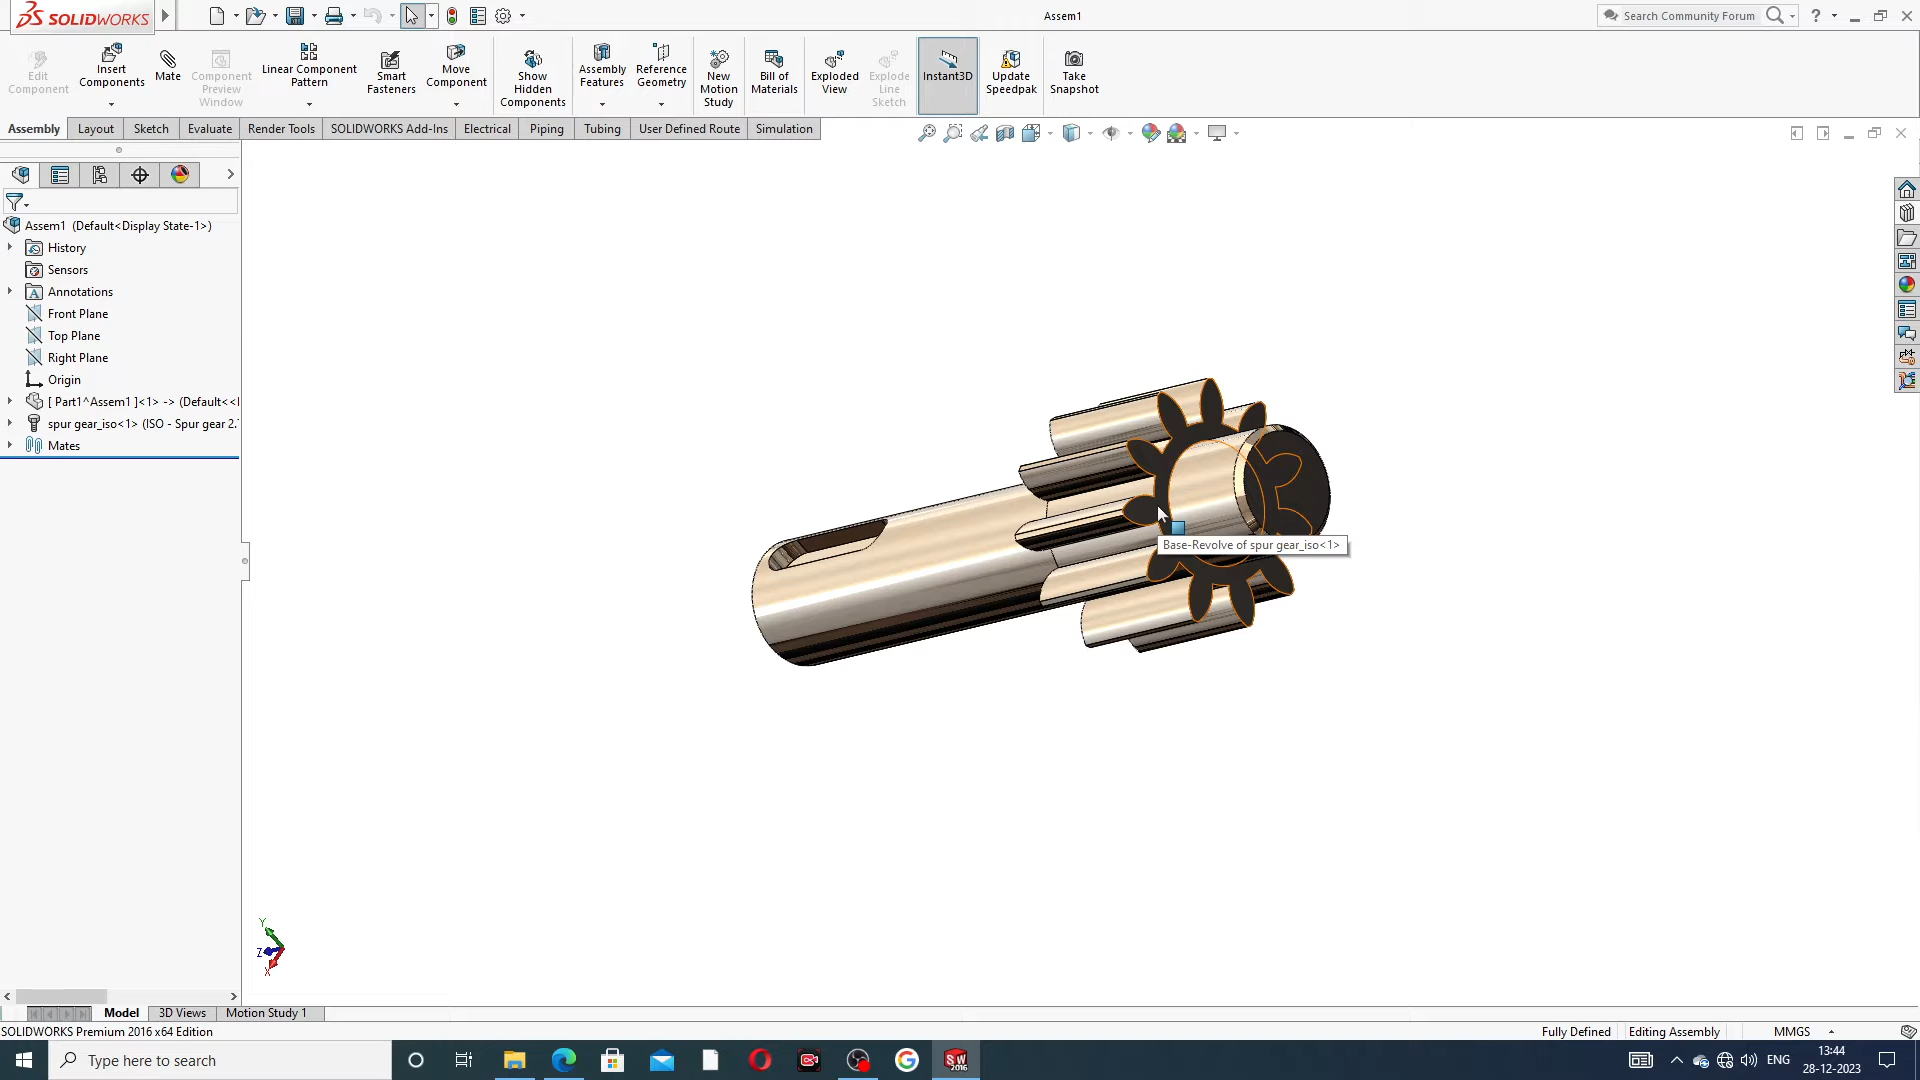 SOLIDWORKS
Assem1
Search Community Forum
?
Edit Component
Insert Components
Mate
Component Preview Window
Linear Component Pattern
Smart Fasteners
Move Component
Show Hidden Components
Assembly Features
Reference Geometry
New Motion Study
Bill of Materials
Exploded View
Explode Line Sketch
Instant3D
Update Speedpak
Take Snapshot
Assembly
Layout
Sketch
Evaluate
Render Tools
SOLIDWORKS Add-Ins
Electrical
Piping
Tubing
User Defined Route
Simulation
Assem1 (Default<Display State-1>)
History
Sensors
Annotations
Front Plane
Top Plane
Right Plane
Origin
[ Part1^Assem1 ]<1> -> (Default<<
spur gear_iso<1> (ISO - Spur gear 2.
Mates
Base-Revolve of spur gear_iso<1>
Y
Z
X
Model
3D Views
Motion Study 1
SOLIDWORKS Premium 2016 x64 Edition
Fully Defined
Editing Assembly
MMGS
Type here to search
SW
2016
ENG
13:44
28-12-2023